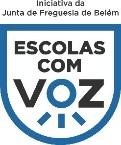 Iniciativa da
Junta de Freguesia de Belém
ESCOLAS
COM
VOZ